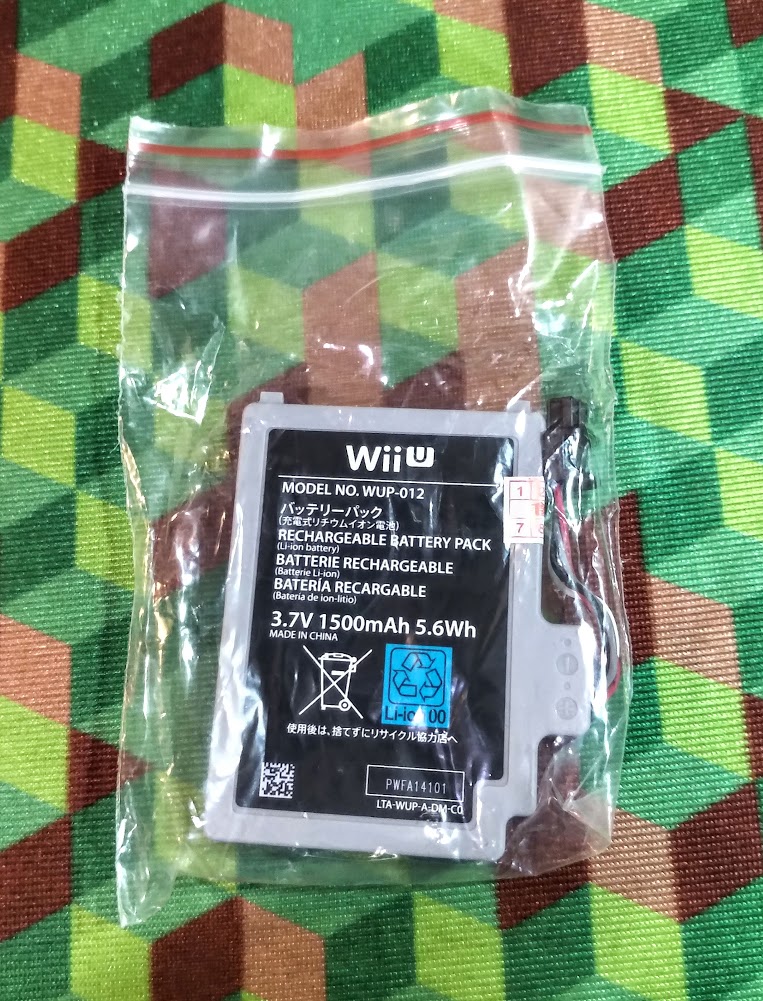 Wii U
MODEL NO. WUP-012
バッテリーパック
(充電式リチウムイオン電池)
RECHARGEABLE BATTERY PACK
(Li-ion battery)
BATTERIE RECHARGEABLE
(Batterie Li-ion)
BATERÍA RECARGABLE
(Batería de ion-litio)
3.7V 1500mAh 5.6Wh
MADE IN CHINA
Li-ion 00
使用後は、捨てずにリサイクル協力店へ
PWFA14101
LTA-WUP-A-DM-C0
1
7